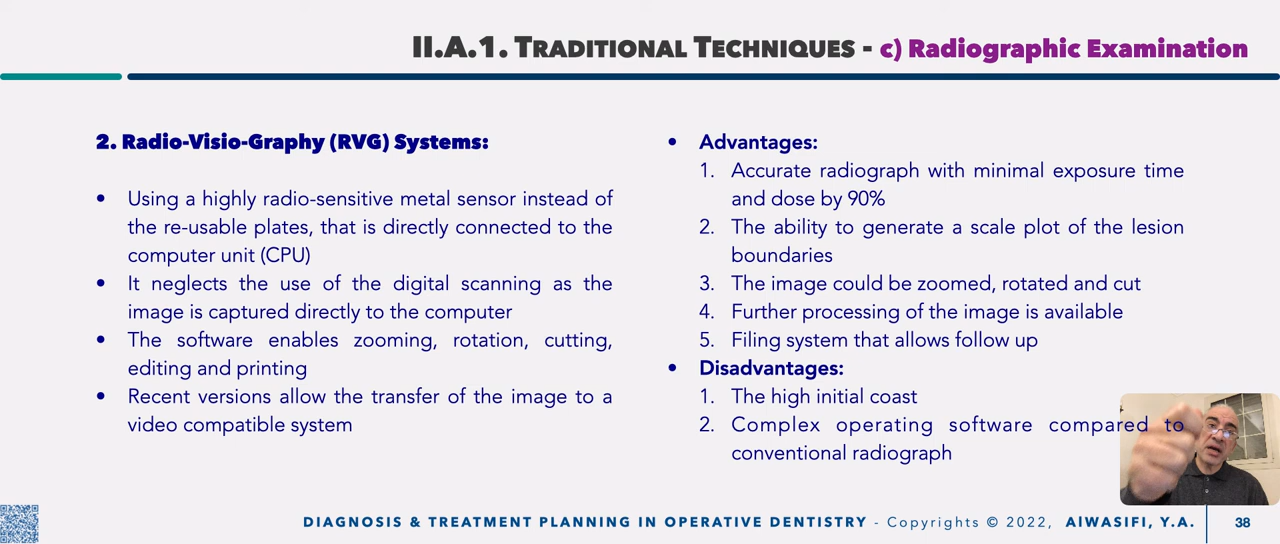 II.A.1. TRADITIONAL TECHNIQUES - c) Radiographic Examination
2. Radio-Visio-Graphy (RVG) Systems:
• Using a highly radio-sensitive metal sensor instead of
the re-usable plates, that is directly connected to the
computer unit (CPU)
• It neglects the use of the digital scanning as the
image is captured directly to the computer
• The software enables zooming, rotation, cutting,
editing and printing
• Recent versions allow the transfer of the image to a
video compatible system
• Advantages:
1. Accurate radiograph with minimal exposure time
and dose by 90%
2. The ability to generate a scale plot of the lesion
boundaries
3. The image could be zoomed, rotated and cut
4. Further processing of the image is available
5. Filing system that allows follow up
• Disadvantages:
1. The high initial coast
2. Complex operating software compared to
conventional radiograph
DIAGNOSIS & TREATMENT PLANNING IN OPERATIVE DENTISTRY - Copyrights © 2022, AlWASIFI, Y.A. 38